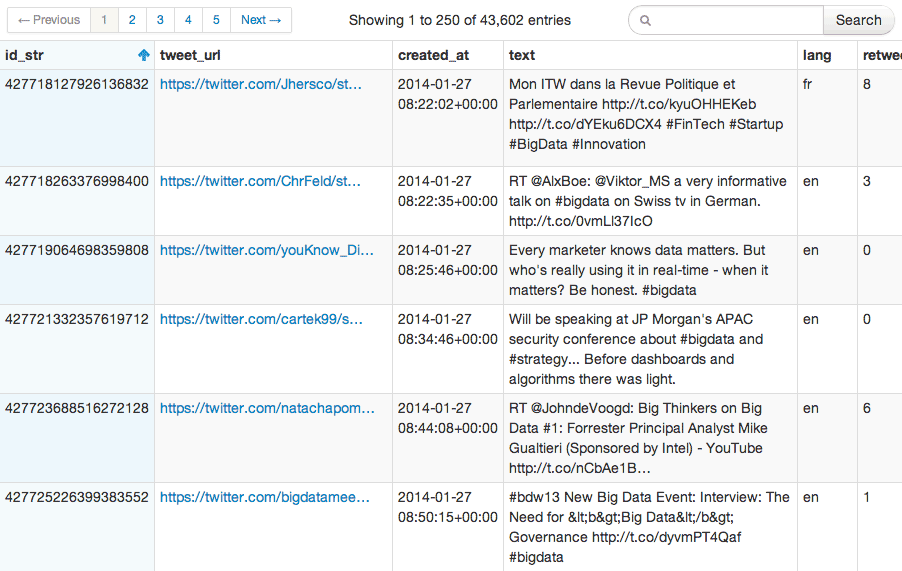 ← Previous 1 2 3 4 5 Next → Showing 1 to 250 of 43,602 entries Search
id_str tweet_url created_at text lang retwee
427718127926136832 https://twitter.com/Jhersco/st… 2014-01-27 Mon ITW dans la Revue Politique et fr 8
08:22:02+00:00 Parlementaire http://t.co/kyuOHHEKeb
http://t.co/dYEku6DCX4 #FinTech #Startup
#BigData #Innovation
427718263376998400 https://twitter.com/ChrFeld/st… 2014-01-27 RT @AlxBoe: @Viktor_MS a very informative en 3
08:22:35+00:00 talk on #bigdata on Swiss tv in German.
http://t.co/0vmLl37IcO
427719064698359808 https://twitter.com/youKnow_Di… 2014-01-27 Every marketer knows data matters. But en 0
08:25:46+00:00 who's really using it in real-time - when it
matters? Be honest. #bigdata
427721332357619712 https://twitter.com/cartek99/s… 2014-01-27 Will be speaking at JP Morgan's APAC en 0
08:34:46+00:00 security conference about #bigdata and
#strategy... Before dashboards and
algorithms there was light.
427723688516272128 https://twitter.com/natachapom… 2014-01-27 RT @JohndeVoogd: Big Thinkers on Big en 6
08:44:08+00:00 Data #1: Forrester Principal Analyst Mike
Gualtieri (Sponsored by Intel) - YouTube
http://t.co/nCbAe1B…
427725226399383552 https://twitter.com/bigdatamee… 2014-01-27 #bdw13 New Big Data Event: Interview: The en 1
08:50:15+00:00 Need for &lt;b&gt;Big Data&lt;/b&gt;
Governance http://t.co/dyvmPT4Qaf
#bigdata